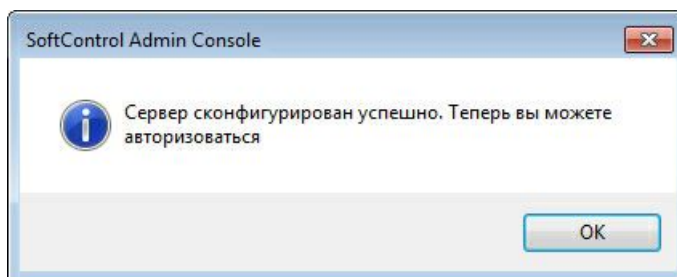 SoftControl Admin Console
Сервер сконфигурирован успешно. Теперь вы можете
авторизоваться
OK